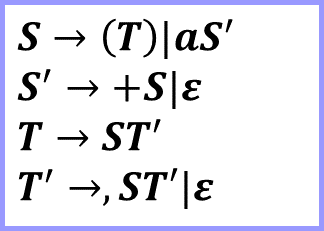 S → (T)|aS′
S′ → +S|ε
T → ST′
T′ →, ST′|ε